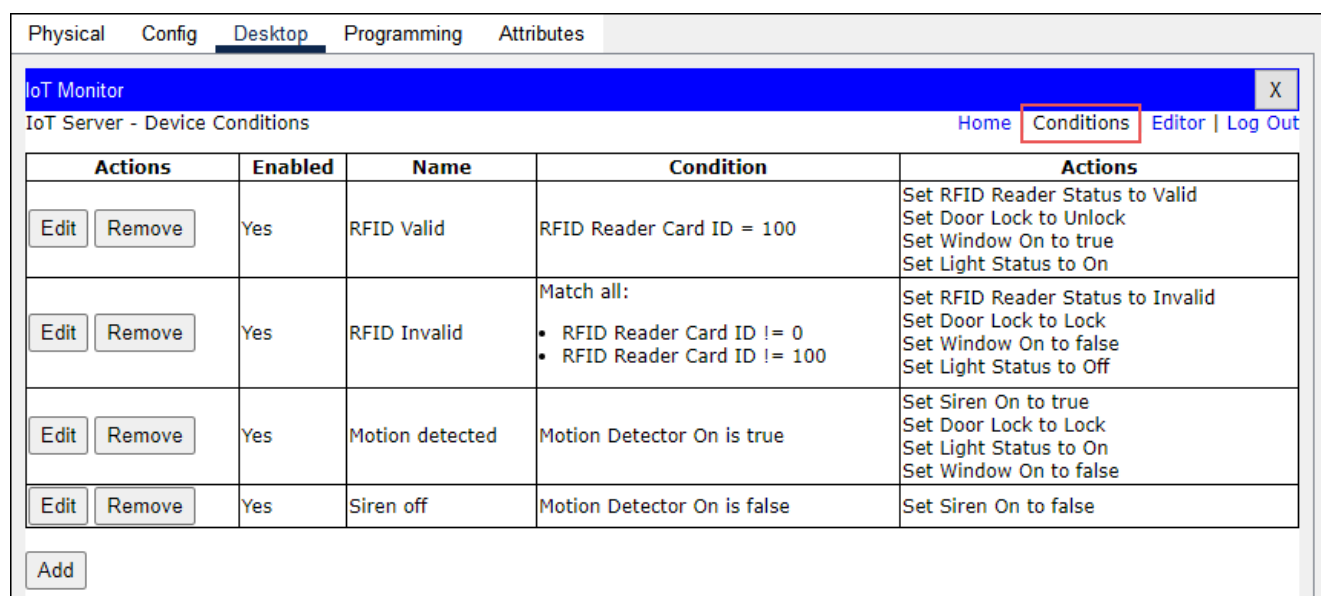 Physical Config Desktop Programming Attributes
IoT Monitor X
IoT Server - Device Conditions Home Conditions Editor | Log Out
Actions Enabled Name Condition Actions
Edit Remove Yes RFID Valid RFID Reader Card ID = 100
Set RFID Reader Status to Valid
Set Door Lock to Unlock
Set Window On to true
Set Light Status to On
Edit Remove Yes RFID Invalid
Match all:
• RFID Reader Card ID != 0
• RFID Reader Card ID != 100
Set RFID Reader Status to Invalid
Set Door Lock to Lock
Set Window On to false
Set Light Status to Off
Edit Remove Yes Motion detected Motion Detector On is true
Set Siren On to true
Set Door Lock to Lock
Set Light Status to On
Set Window On to false
Edit Remove Yes Siren off Motion Detector On is false Set Siren On to false
Add